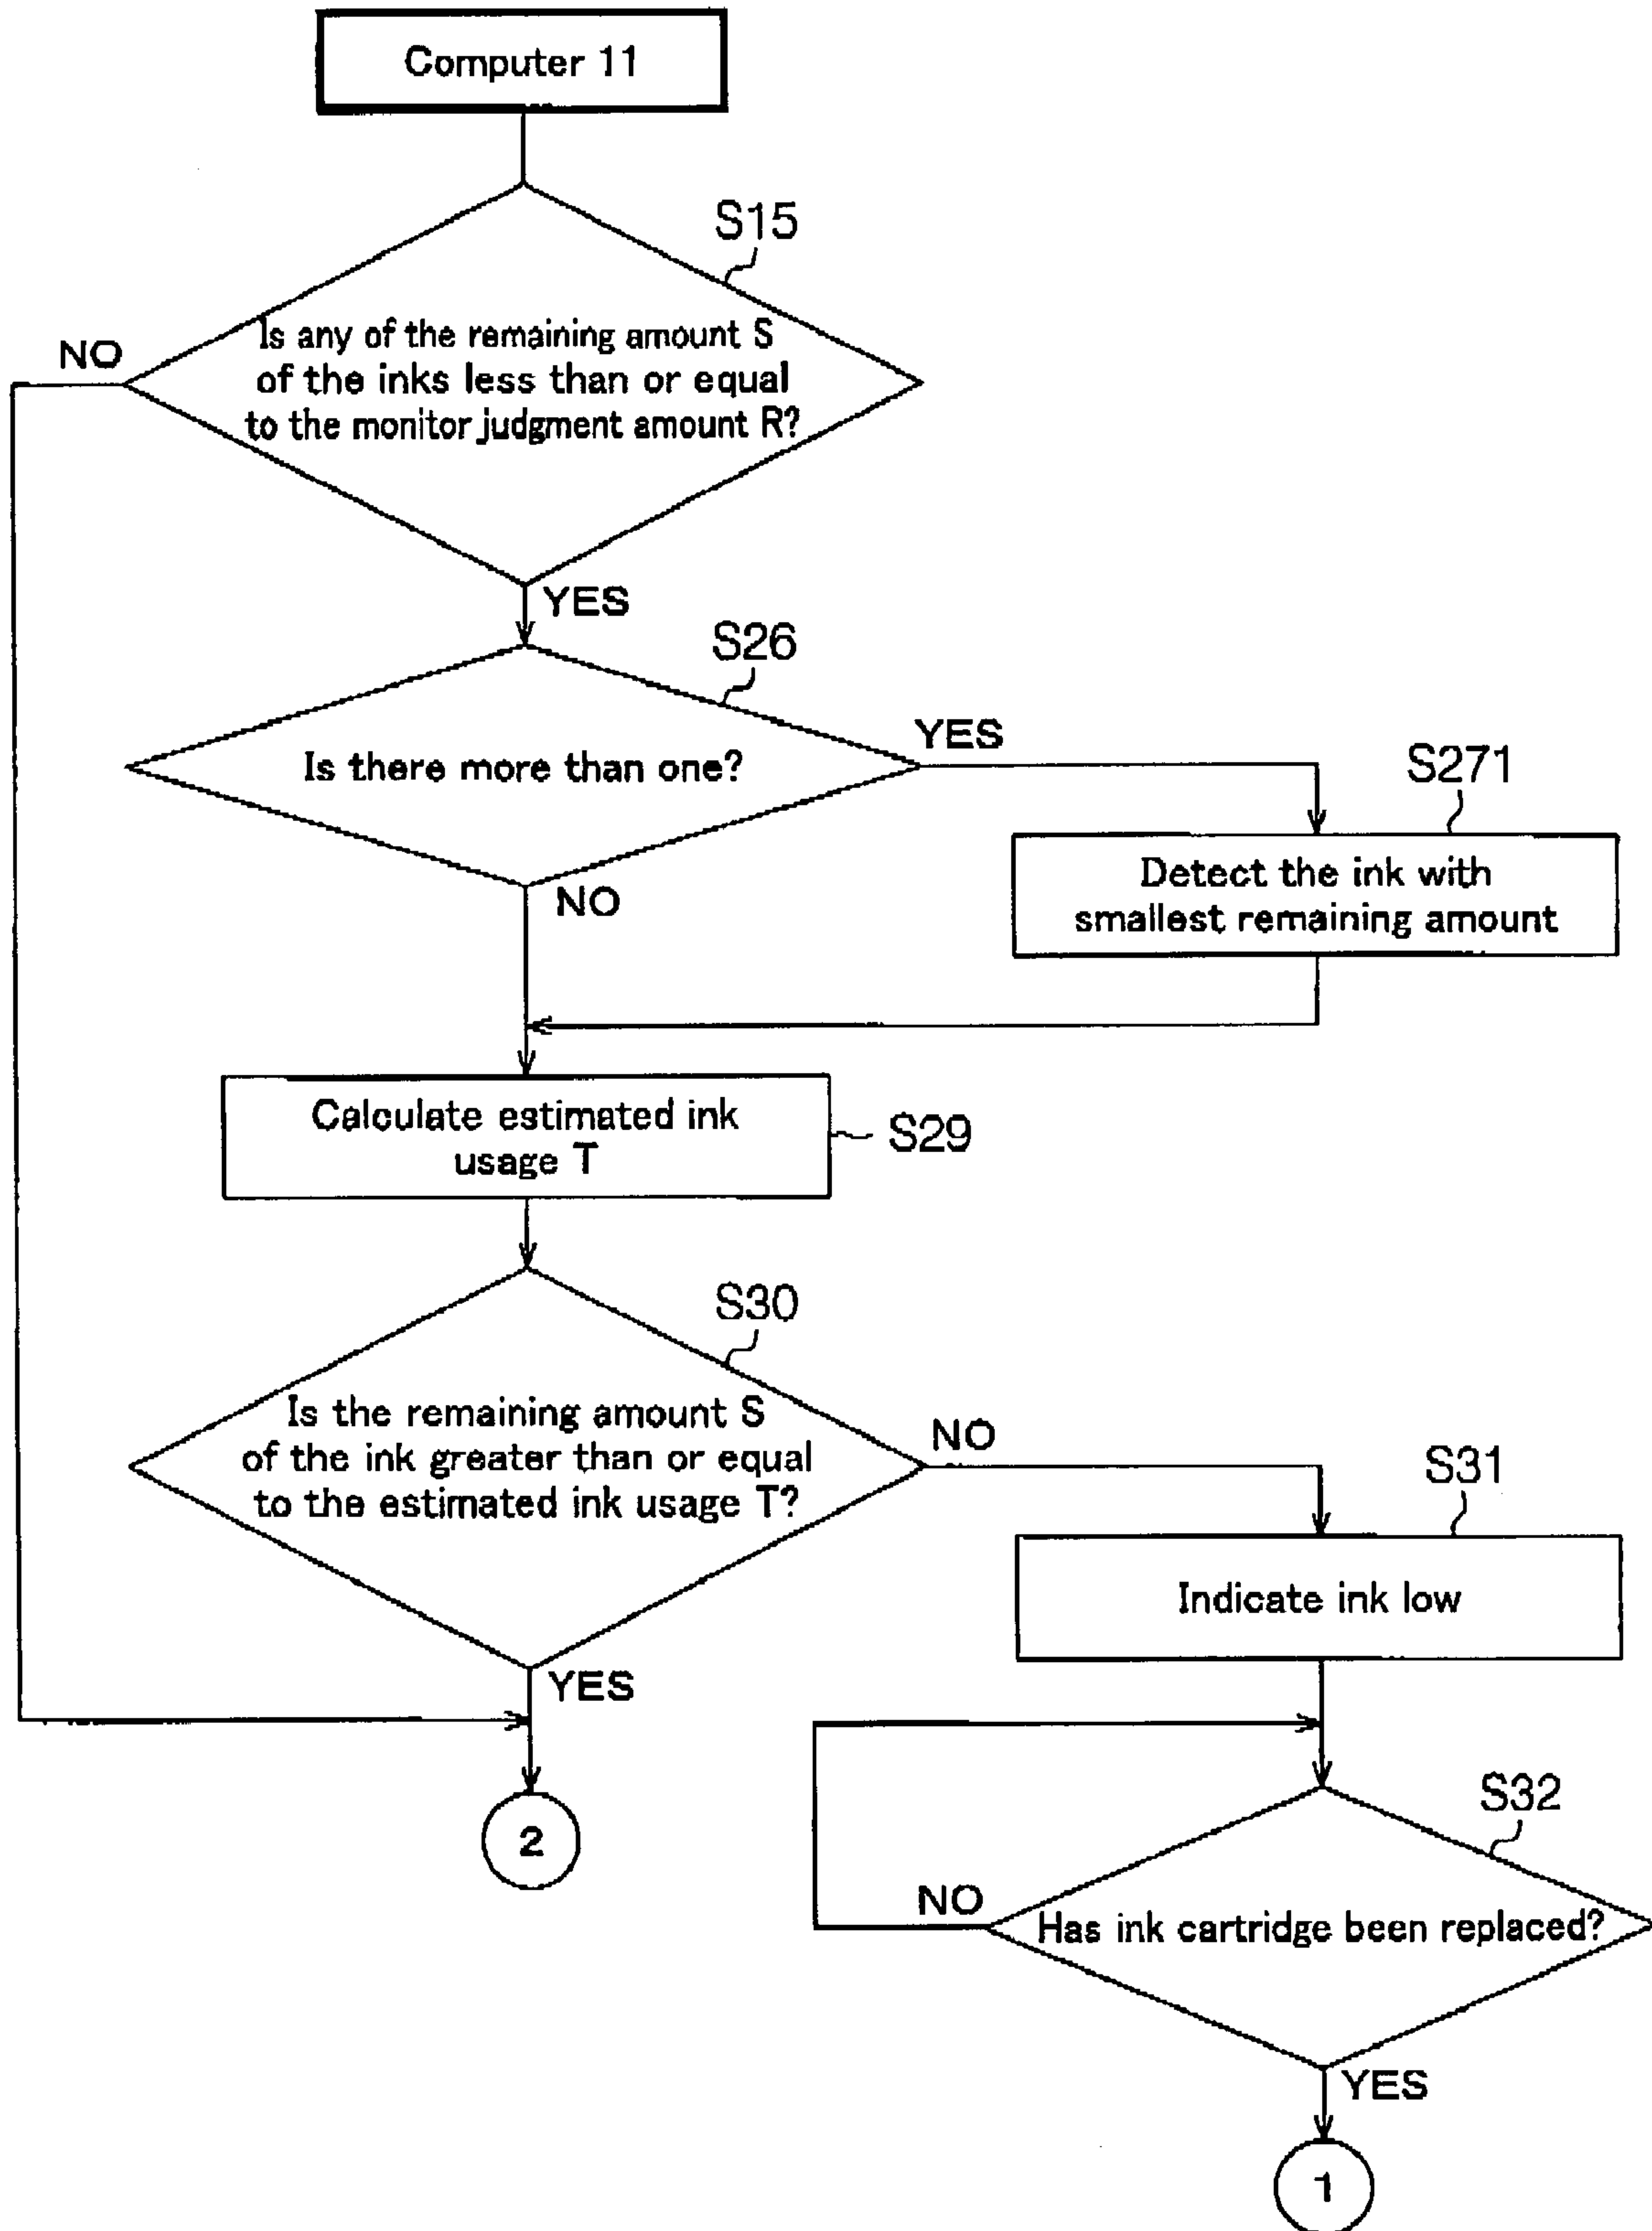 Computer 11
S15
Is any of the remaining amount S
of the inks less than or equal
to the monitor judgment amount R?
NO
YES
S26
Is there more than one?
YES
NO
S271
Detect the ink with
smallest remaining amount
Calculate estimated ink
usage T
S29
S30
Is the remaining amount S
of the ink greater than or equal
to the estimated ink usage T?
NO
YES
S31
Indicate ink low
2
S32
Has ink cartridge been replaced?
NO
YES
1